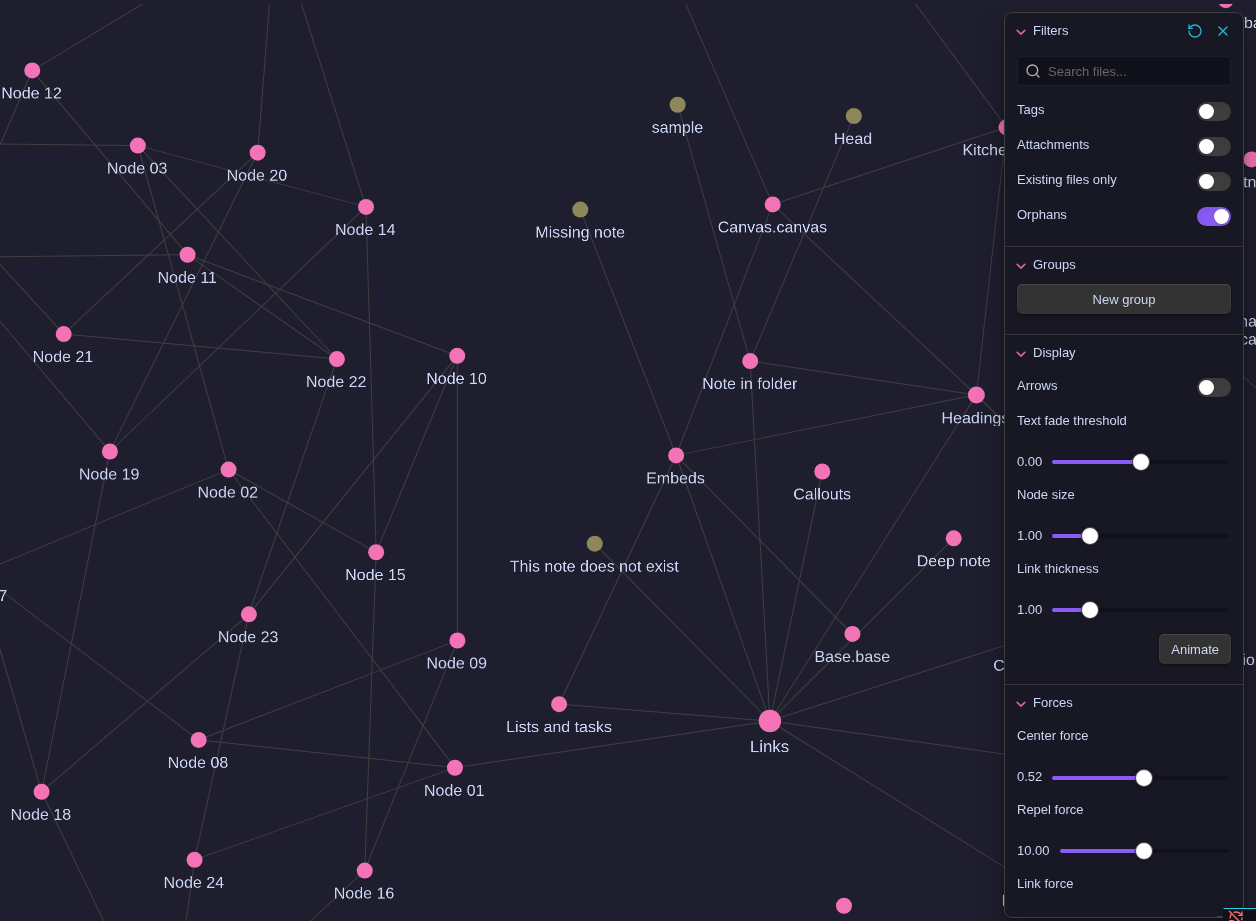 Node 12
Node 03
Node 20
Node 14
Node 11
Node 21
Node 22
Node 10
Node 19
Node 02
Node 15
7
Node 23
Node 09
Node 08
Node 01
Node 18
Node 24
Node 16
sample
Head
Kitche
Missing note
Canvas.canvas
Note in folder
Headings
Embeds
Callouts
This note does not exist
Deep note
Base.base
Lists and tasks
Links
C
Filters
Search files...
Tags
Attachments
Existing files only
Orphans
Groups
New group
Display
Arrows
Text fade threshold
0.00
Node size
1.00
Link thickness
1.00
Animate
Forces
Center force
0.52
Repel force
10.00
Link force